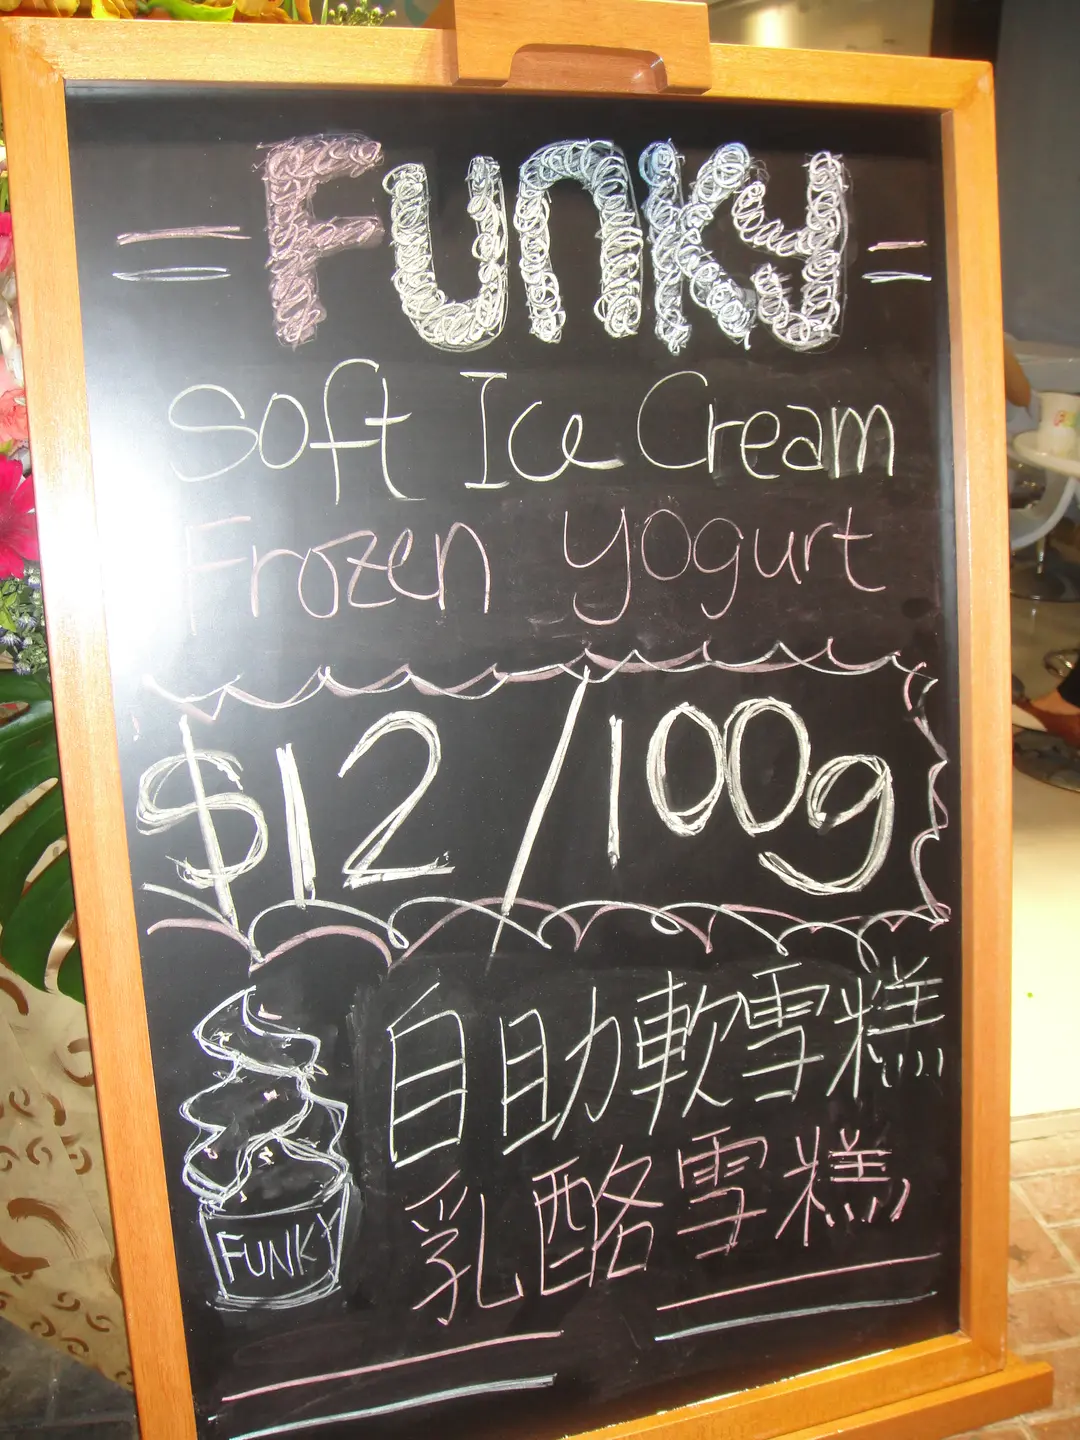 = FUNKY =
Soft Ice Cream
Frozen Yogurt
$12/100g
自助軟雪糕
乳酪雪糕
FUNKY